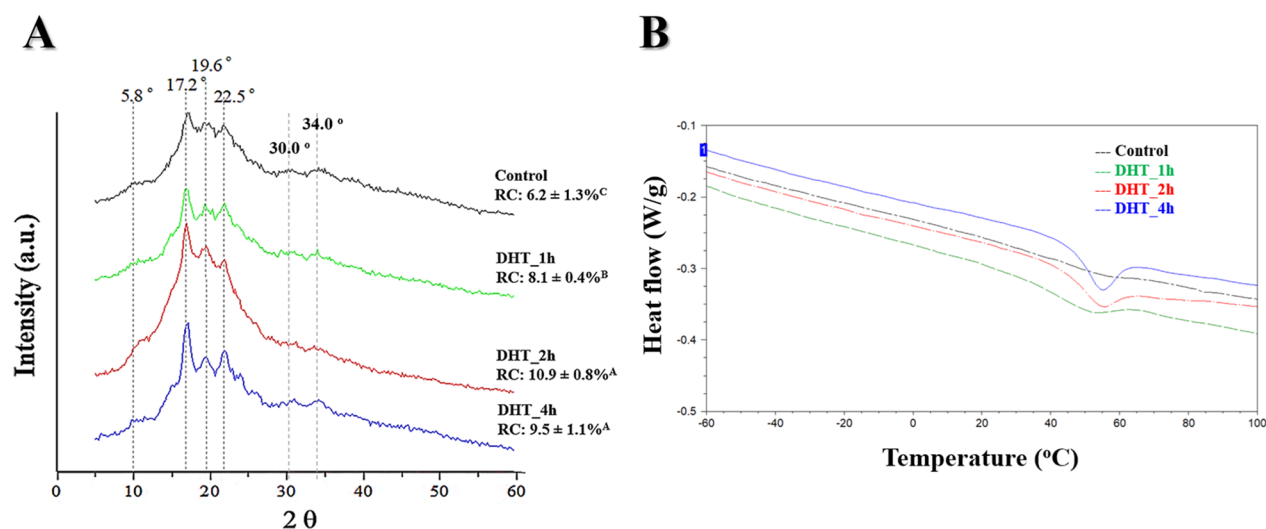 A
B
19.6°
17.2°
5.8°
22.5°
34.0 º
30.0º
Control
RC: 6.2 ± 1.3%ᶜ
DHT_1h
RC: 8.1 ± 0.4%ᴮ
DHT_2h
RC: 10.9 ± 0.8%ᴬ
DHT_4h
RC: 9.5 ± 1.1%ᴬ
Intensity (a.u.)
0 10 20 30 40 50 60
2 θ
-0.1
-0.2
-0.3
-0.4
-0.5
1
Control
DHT_1h
DHT_2h
DHT_4h
Heat flow (W/g)
-60 -40 -20 0 20 40 60 80 100
Temperature (ºC)